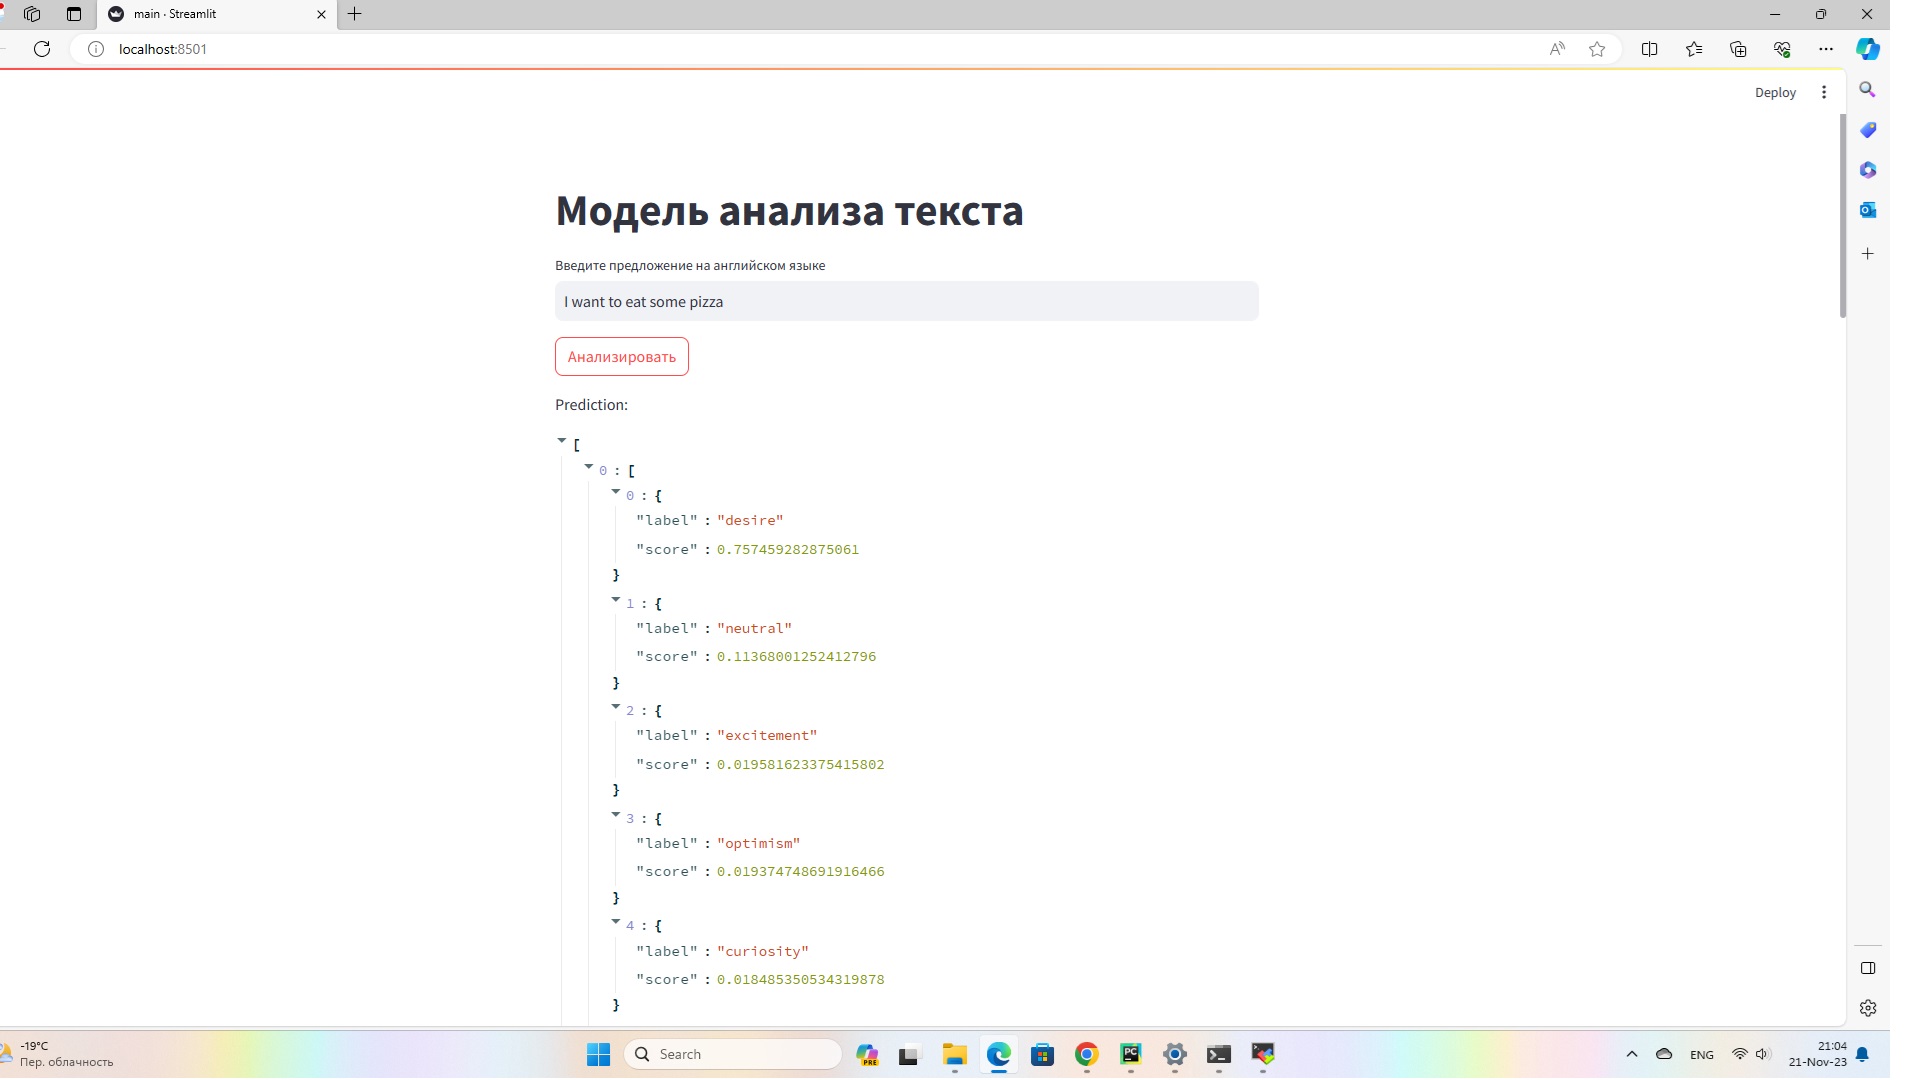 main · Streamlit
localhost:8501
Deploy
Модель анализа текста
Введите предложение на английском языке
I want to eat some pizza
Анализировать
Prediction:
[
0 : [
0 : {
"label" : "desire"
"score" : 0.757459282875061
}
1 : {
"label" : "neutral"
"score" : 0.11368001252412796
}
2 : {
"label" : "excitement"
"score" : 0.019581623375415802
}
3 : {
"label" : "optimism"
"score" : 0.019374748691916466
}
4 : {
"label" : "curiosity"
"score" : 0.018485350534319878
}
-19°C
Пер. облачность
Search
PRE
PC
ENG
21:04
21-Nov-23